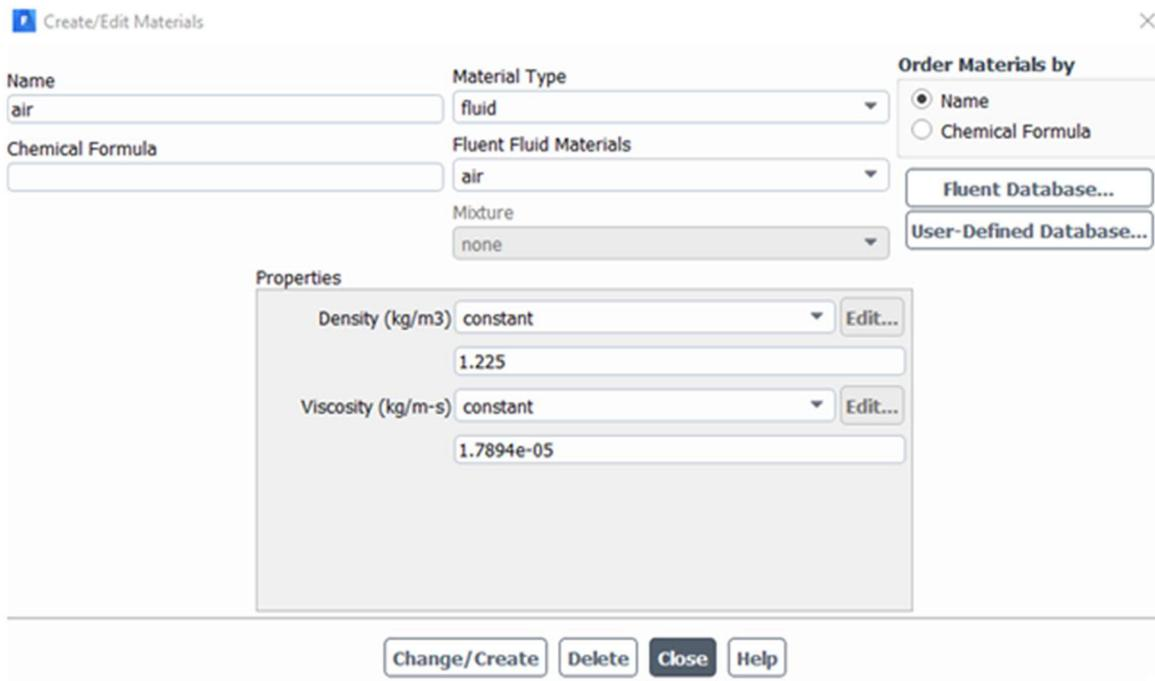 Create/Edit Materials
Name
air
Chemical Formula
Material Type
fluid
Fluent Fluid Materials
air
Mixture
none
Order Materials by
Name
Chemical Formula
Fluent Database...
User-Defined Database...
Properties
Density (kg/m3) constant Edit...
1.225
Viscosity (kg/m-s) constant Edit...
1.7894e-05
Change/Create Delete Close Help